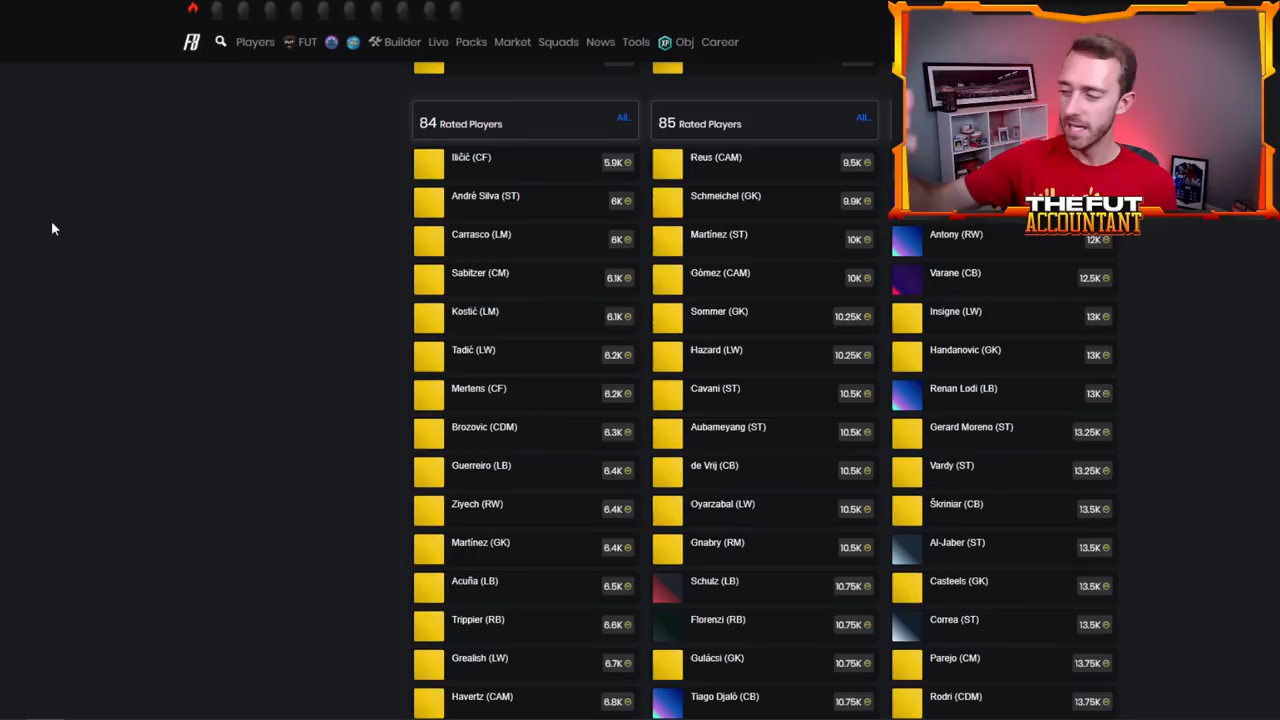 F8 Players FUT Builder Live Packs Market Squads News Tools XP Obj Career
THE FUT
ACCOUNTANT
84 Rated Players All..
Iličić (CF) 5.9K
André Silva (ST) 6K
Carrasco (LM) 6K
Sabitzer (CM) 6.1K
Kostić (LM) 6.1K
Tadić (LW) 6.2K
Mertens (CF) 6.2K
Brozovic (CDM) 6.3K
Guerreiro (LB) 6.4K
Ziyech (RW) 6.4K
Martínez (GK) 6.4K
Acuña (LB) 6.5K
Trippier (RB) 6.6K
Grealish (LW) 6.7K
Havertz (CAM) 6.8K
85 Rated Players All..
Reus (CAM) 9.5K
Schmeichel (GK) 9.9K
Martínez (ST) 10K
Gómez (CAM) 10K
Sommer (GK) 10.25K
Hazard (LW) 10.25K
Cavani (ST) 10.5K
Aubameyang (ST) 10.5K
de Vrij (CB) 10.5K
Oyarzabal (LW) 10.5K
Gnabry (RM) 10.5K
Schulz (LB) 10.75K
Florenzi (RB) 10.75K
Gulácsi (GK) 10.75K
Tiago Djaló (CB) 10.75K
Antony (RW) 12K
Varane (CB) 12.5K
Insigne (LW) 13K
Handanovic (GK) 13K
Renan Lodi (LB) 13K
Gerard Moreno (ST) 13.25K
Vardy (ST) 13.25K
Škriniar (CB) 13.5K
Al-Jaber (ST) 13.5K
Casteels (GK) 13.5K
Correa (ST) 13.5K
Parejo (CM) 13.75K
Rodri (CDM) 13.75K